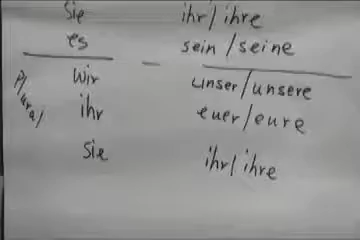 Sie ihr/ihre
es sein/seine
wir - unser/unsere
Plural
ihr euer/eure
Sie ihr/ihre